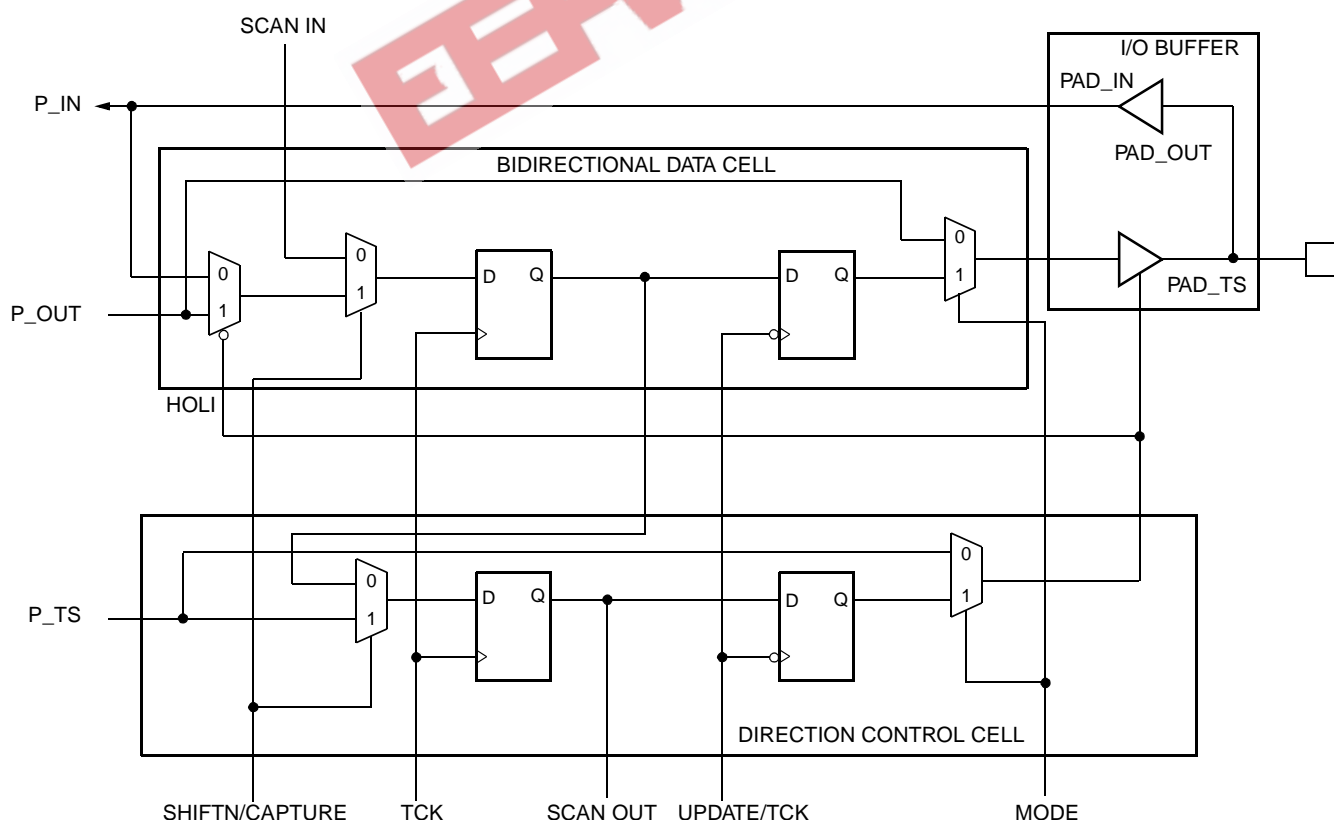 SCAN IN
I/O BUFFER
P_IN
PAD_IN
PAD_OUT
BIDIRECTIONAL DATA CELL
0
0
0
1
D Q
D Q
1
1
P_OUT
PAD_TS
HOLI
0
0
1
D Q
D Q
1
P_TS
DIRECTION CONTROL CELL
SHIFTN/CAPTURE
TCK
SCAN OUT
UPDATE/TCK
MODE